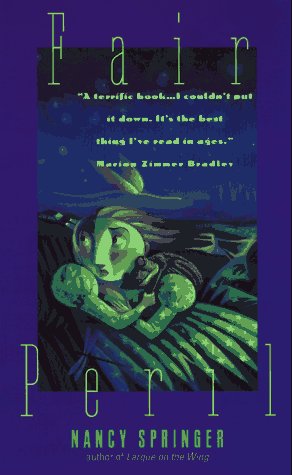 Fair
"A terrific book...I couldn't put
it down. It's the best
thing I've read in ages."
Marion Zimmer Bradley
Peril
NANCY SPRINGER
author of Larque on the Wing